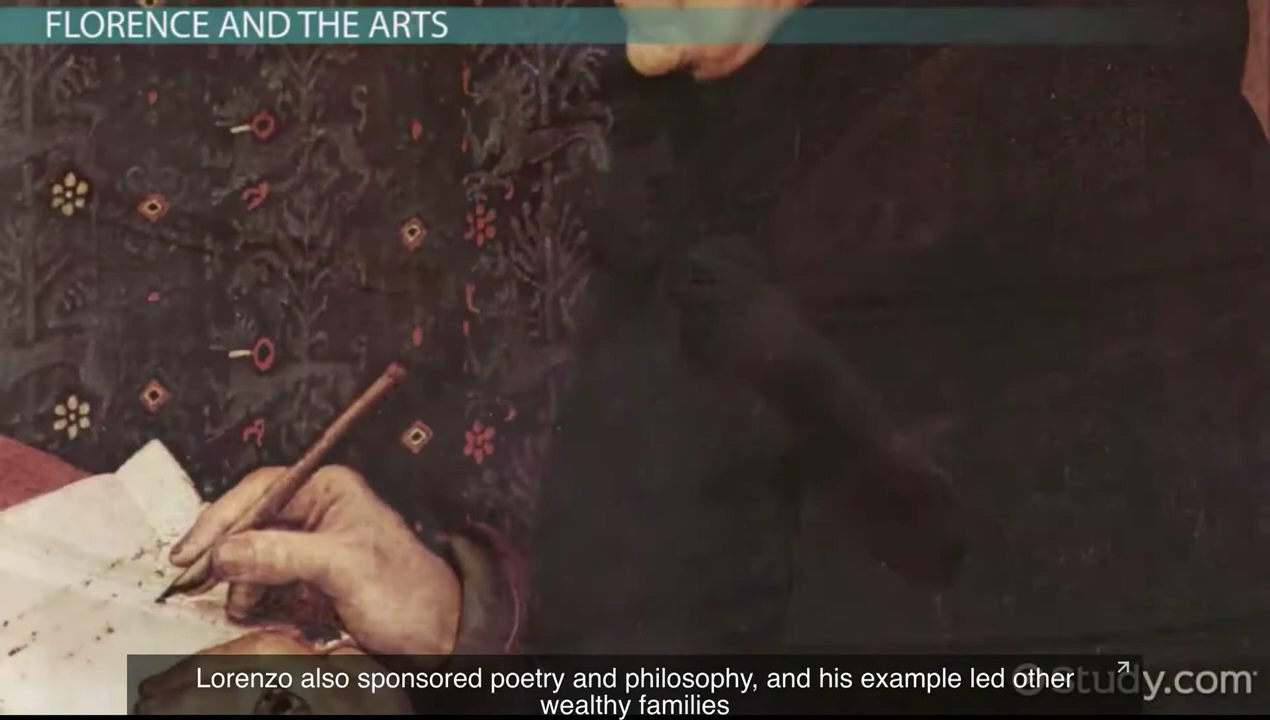 FLORENCE AND THE ARTS
Lorenzo also sponsored poetry and philosophy, and his example led other
wealthy families
Study.com